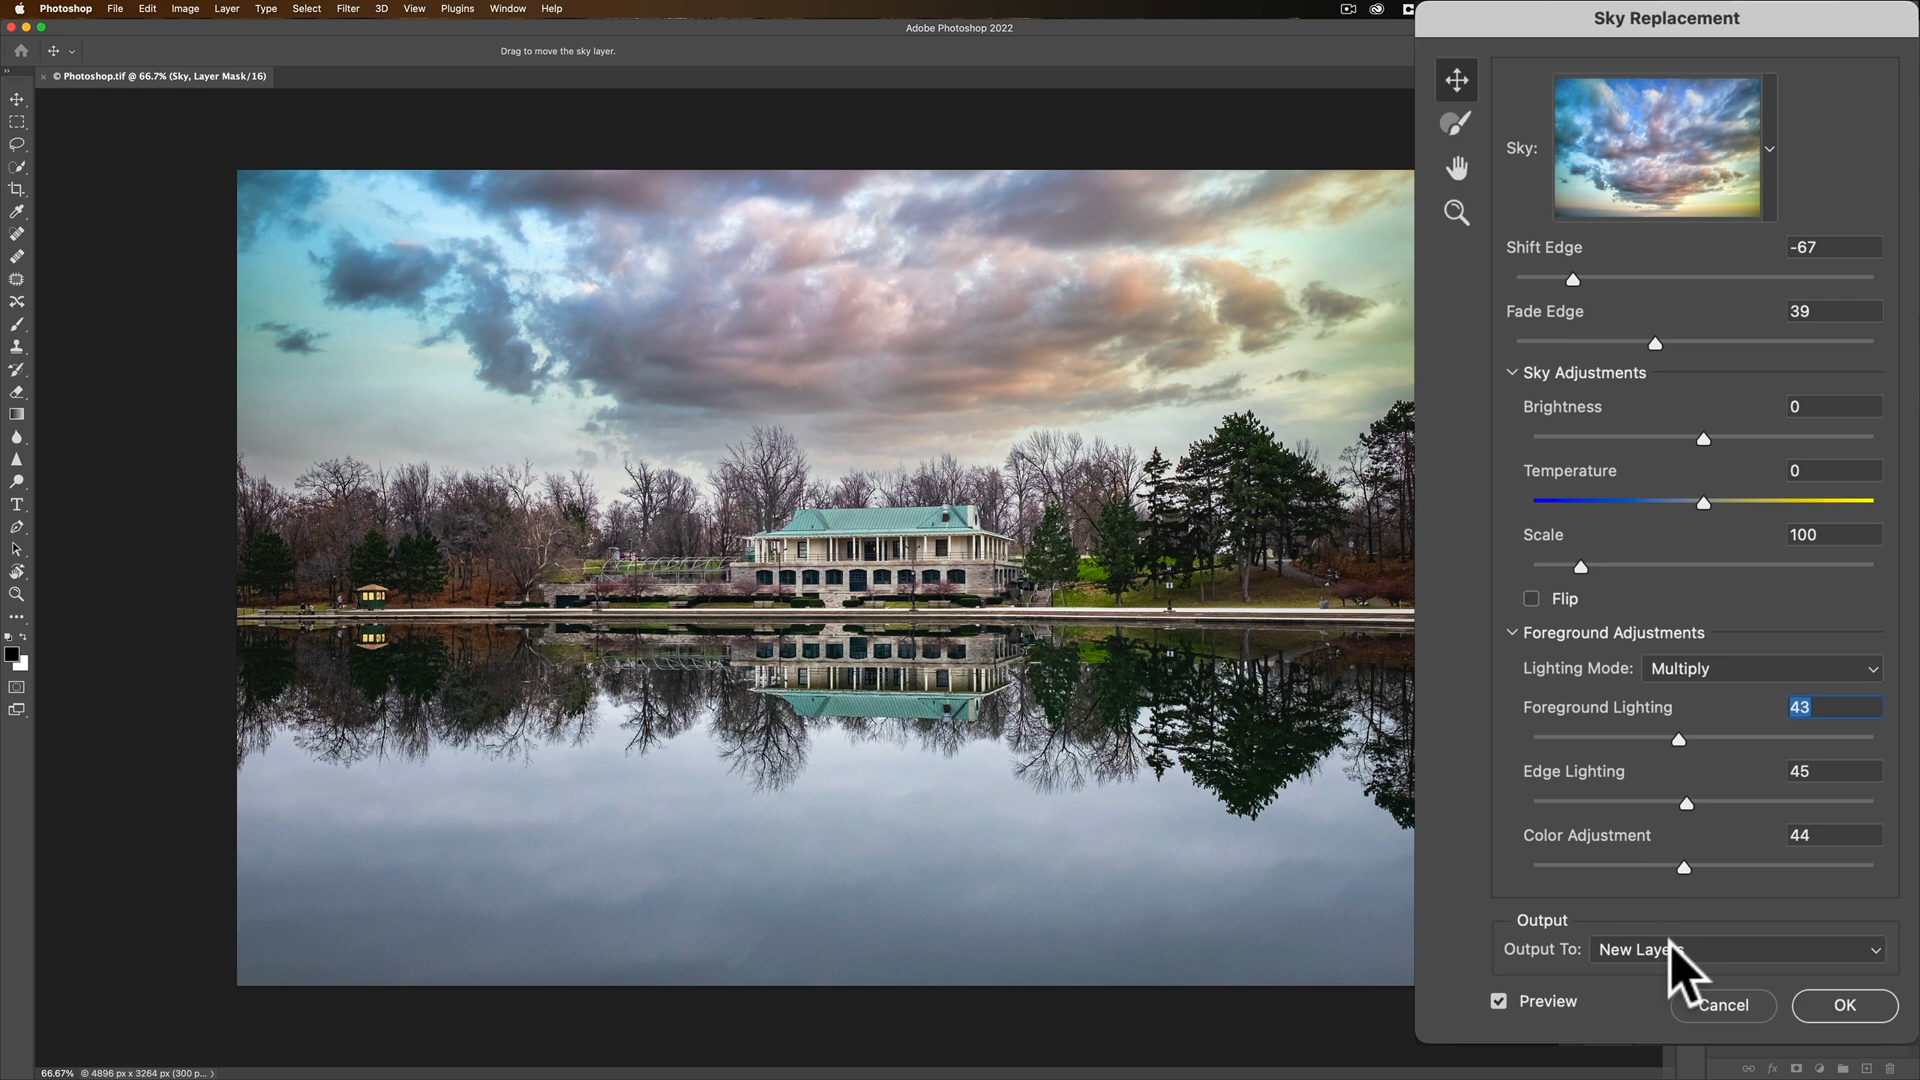 Photoshop File Edit Image Layer Type Select Filter 3D View Plugins Window Help
Adobe Photoshop 2022
Drag to move the sky layer.
© Photoshop.tif @ 66.7% (Sky, Layer Mask/16)
Sky Replacement
Sky:
Shift Edge -67
Fade Edge 39
Sky Adjustments
Brightness 0
Temperature 0
Scale 100
Flip
Foreground Adjustments
Lighting Mode: Multiply
Foreground Lighting 43
Edge Lighting 45
Color Adjustment 44
Output
Output To: New Layers
Preview Cancel OK
66.67% © 4896 px x 3264 px (300 p...
fx